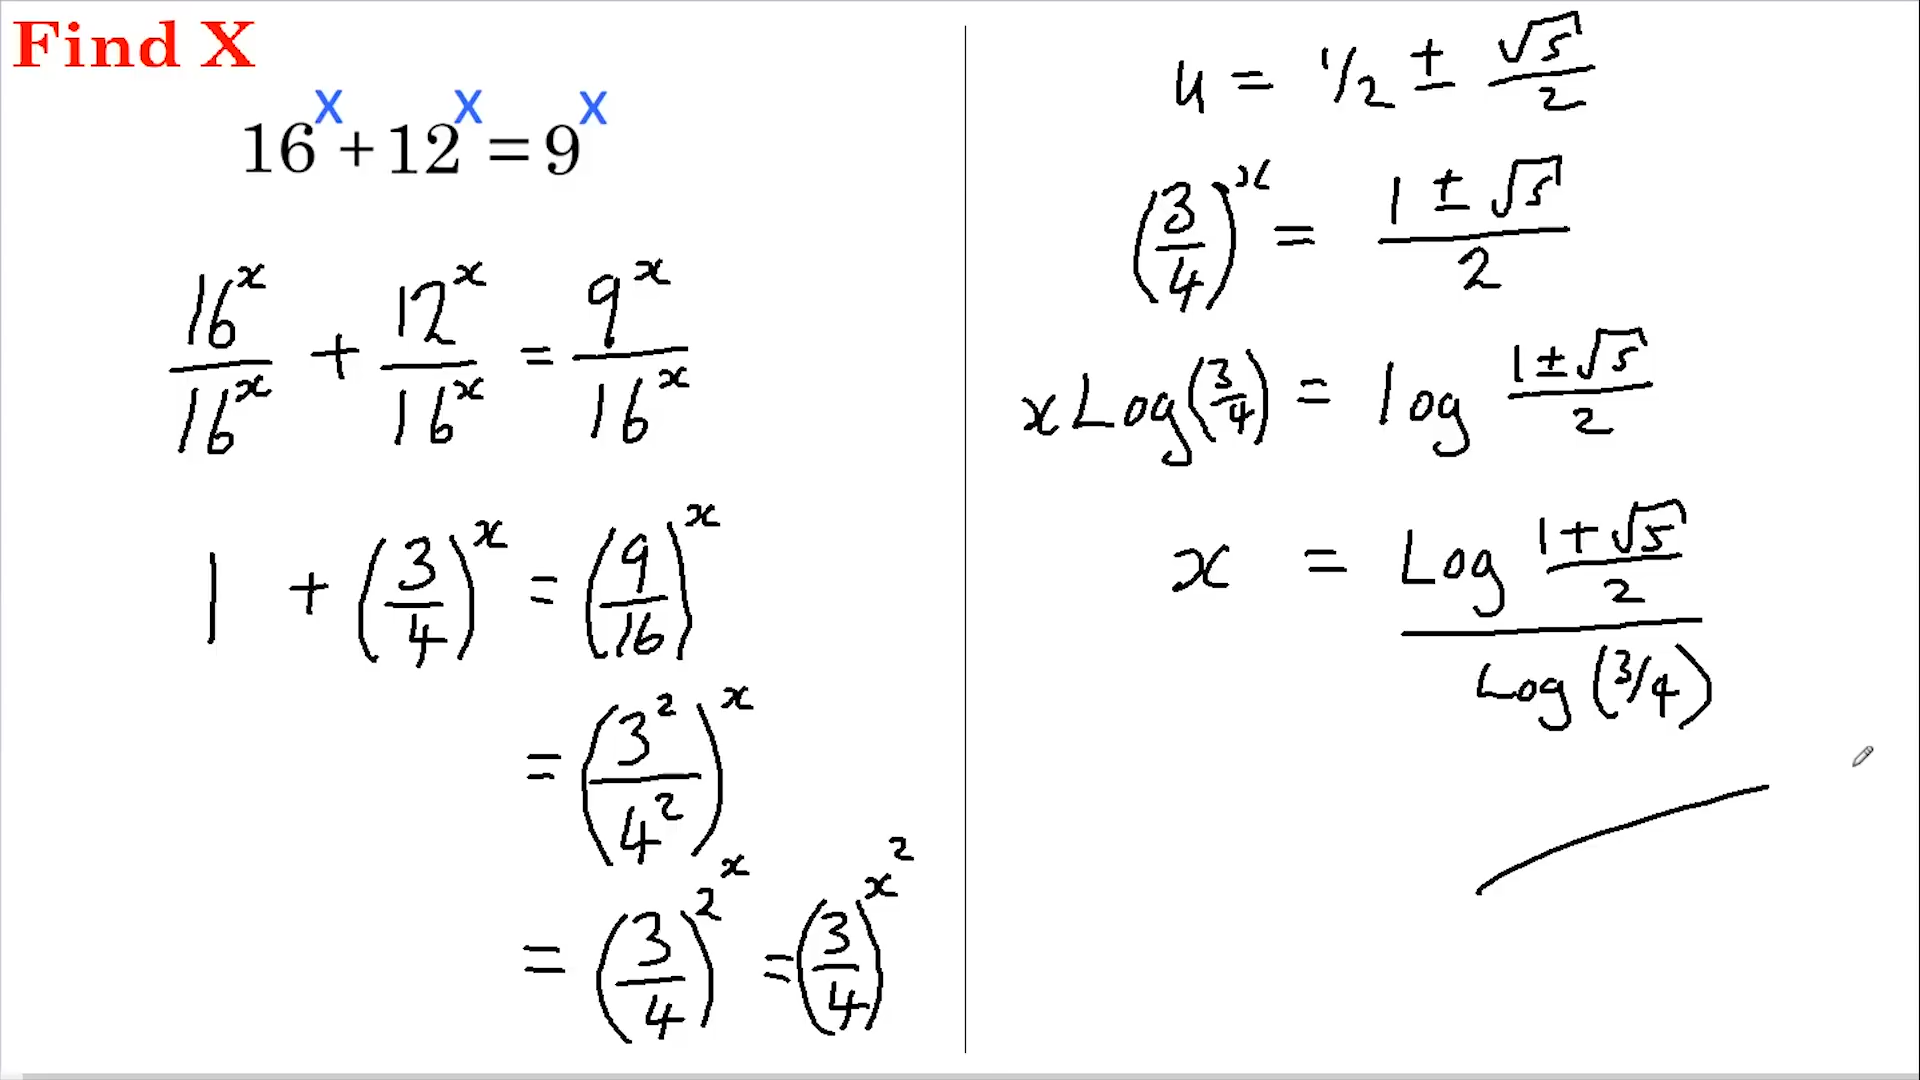 Find X
16^x + 12^x = 9^x
16^x/16^x + 12^x/16^x = 9^x/16^x
1 + (3/4)^x = (9/16)^x
= (3^2/4^2)^x
= (3/4)^2^x = (3/4)^x^2
u = 1/2 ± √5/2
(3/4)^x = (1 ± √5)/2
x Log(3/4) = log (1 ± √5)/2
x = Log (1 + √5)/2 / Log (3/4)